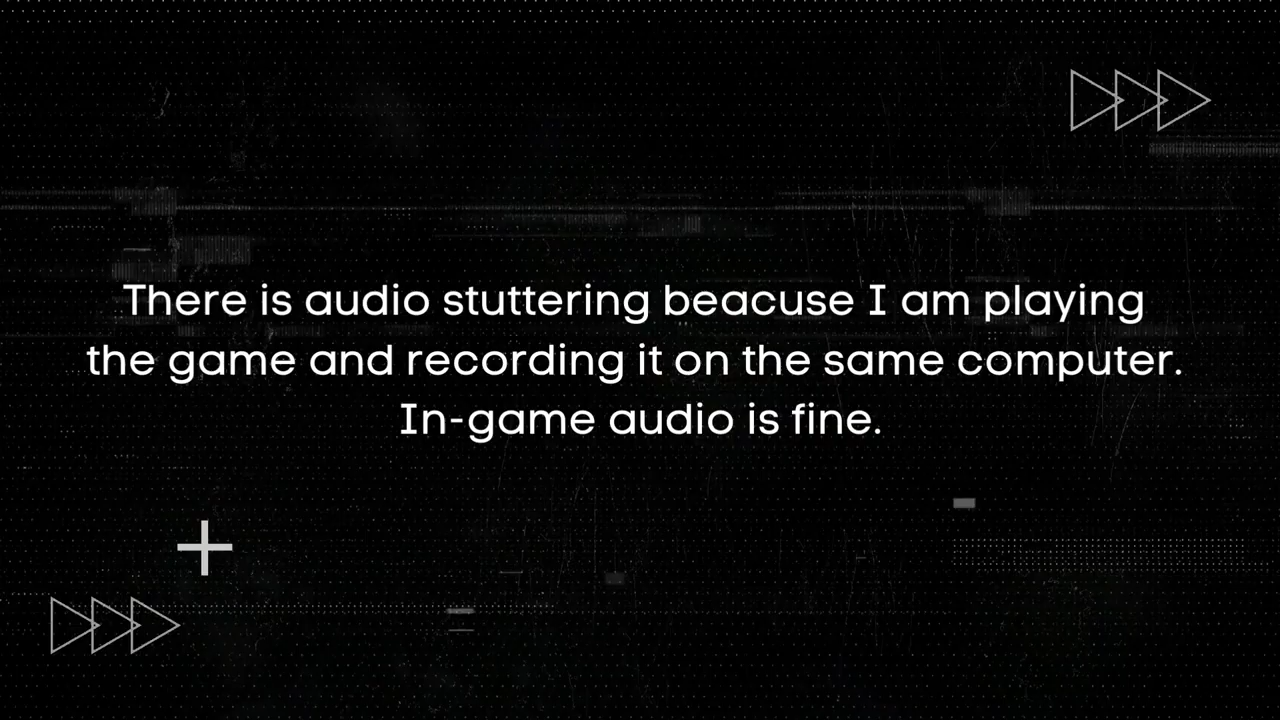 There is audio stuttering beacuse I am playing
the game and recording it on the same computer.
In-game audio is fine.